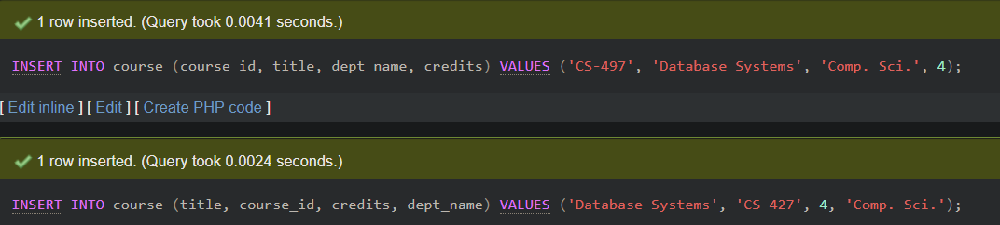 1 row inserted. (Query took 0.0041 seconds.)
INSERT INTO course (course_id, title, dept_name, credits) VALUES ('CS-497', 'Database Systems', 'Comp. Sci.', 4);
[ Edit inline ] [ Edit ] [ Create PHP code ]
1 row inserted. (Query took 0.0024 seconds.)
INSERT INTO course (title, course_id, credits, dept_name) VALUES ('Database Systems', 'CS-427', 4, 'Comp. Sci.');